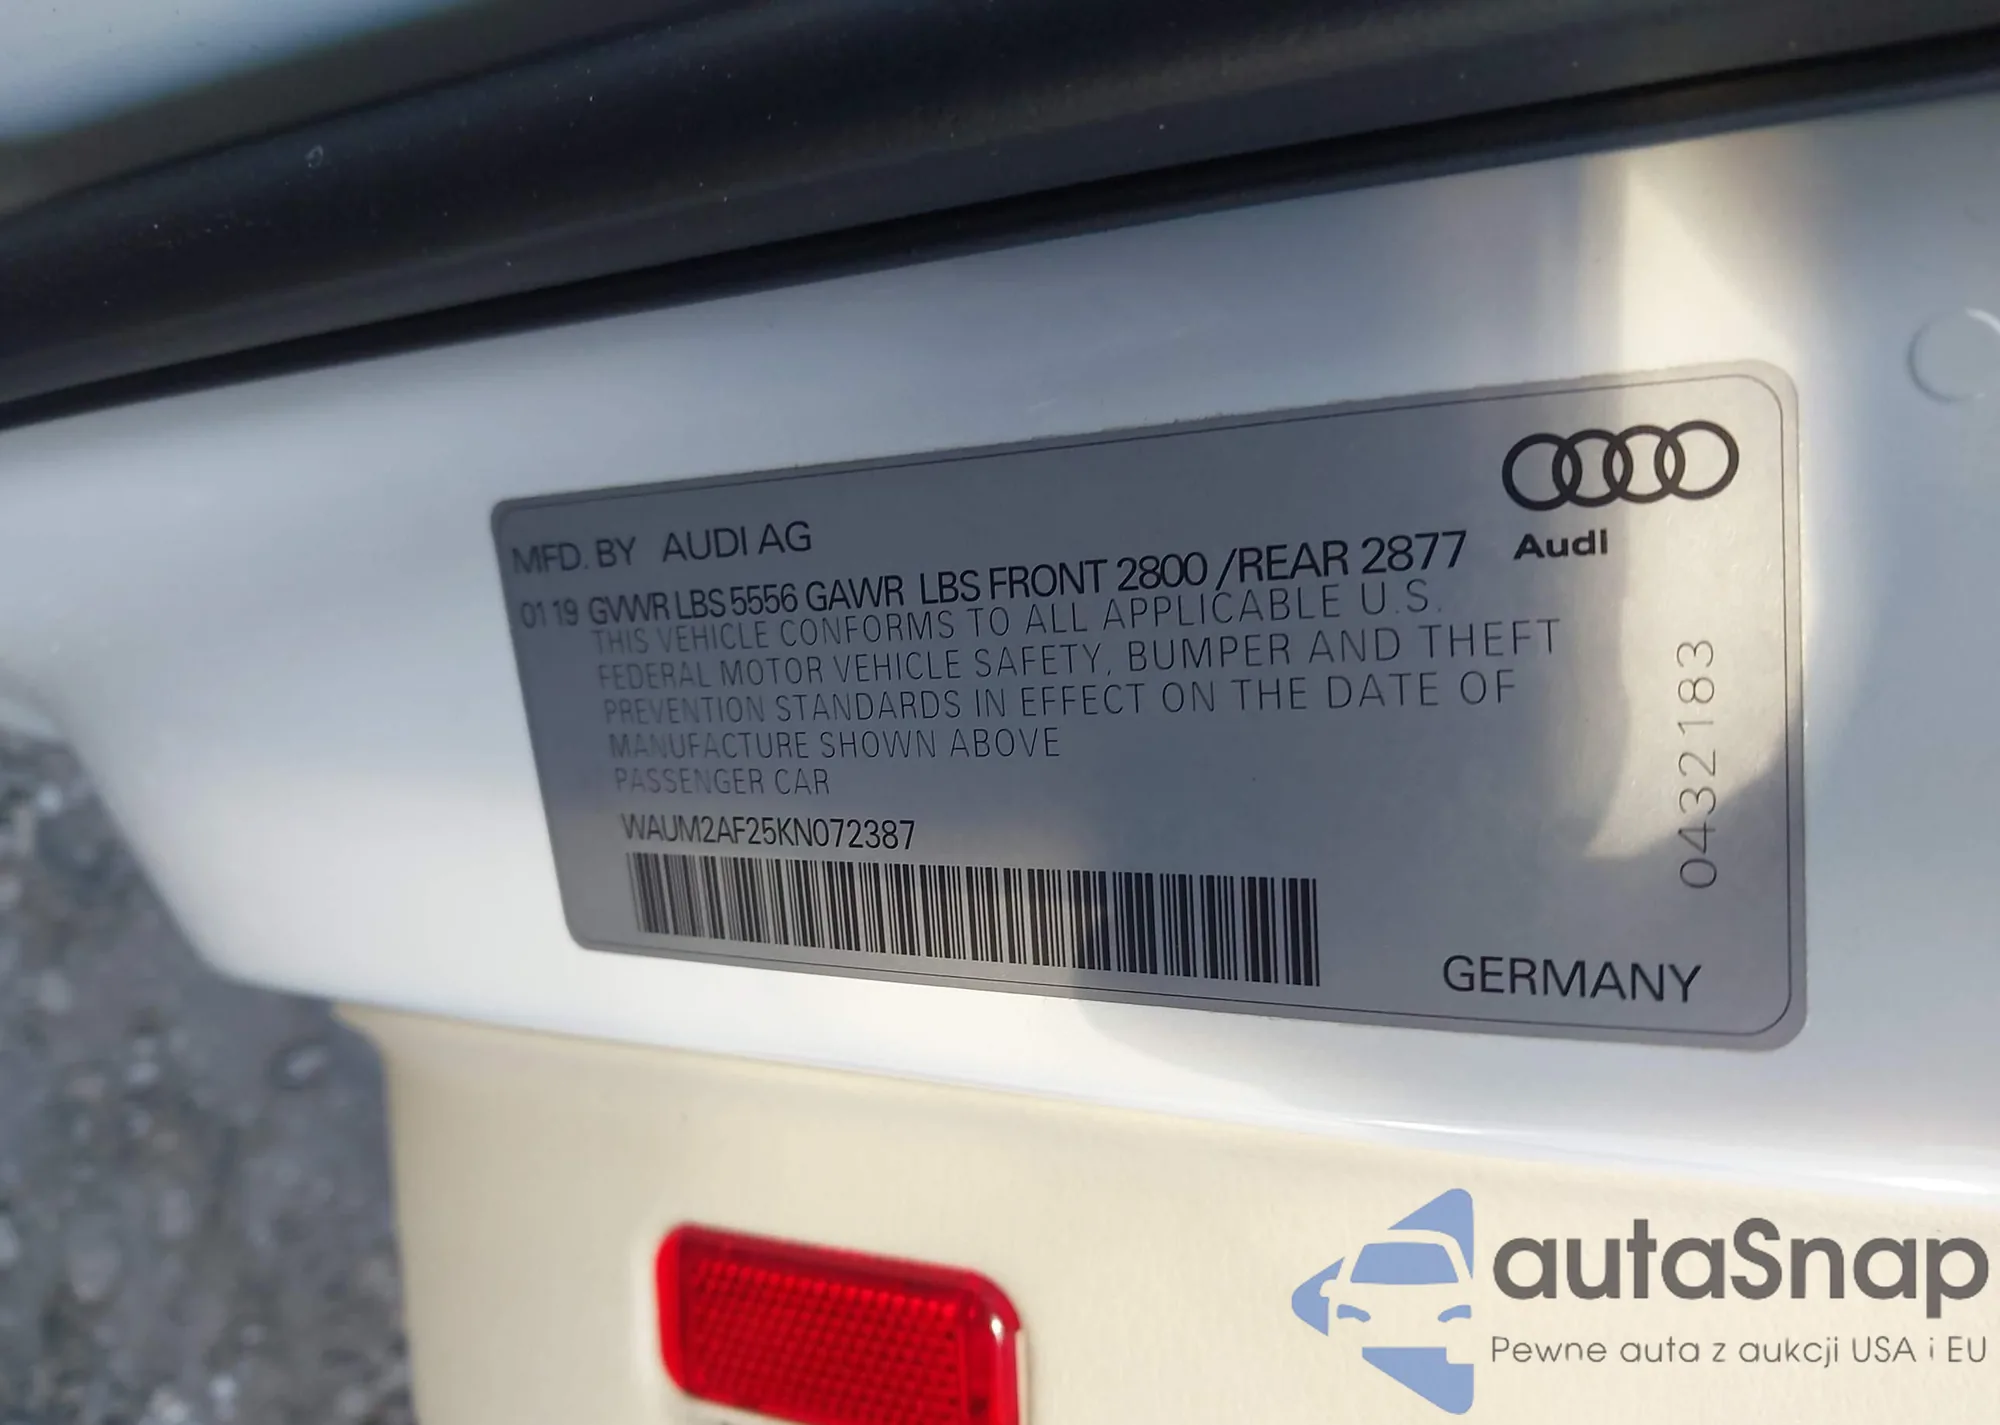 MFD. BY AUDI AG
Audi
01 19 GVWR LBS 5556 GAWR LBS FRONT 2800 /REAR 2877
THIS VEHICLE CONFORMS TO ALL APPLICABLE U.S.
FEDERAL MOTOR VEHICLE SAFETY, BUMPER AND THEFT
PREVENTION STANDARDS IN EFFECT ON THE DATE OF
MANUFACTURE SHOWN ABOVE
PASSENGER CAR
WAUM2AF25KN072387
0432183
GERMANY
autaSnap
Pewne auta z aukcji USA i EU